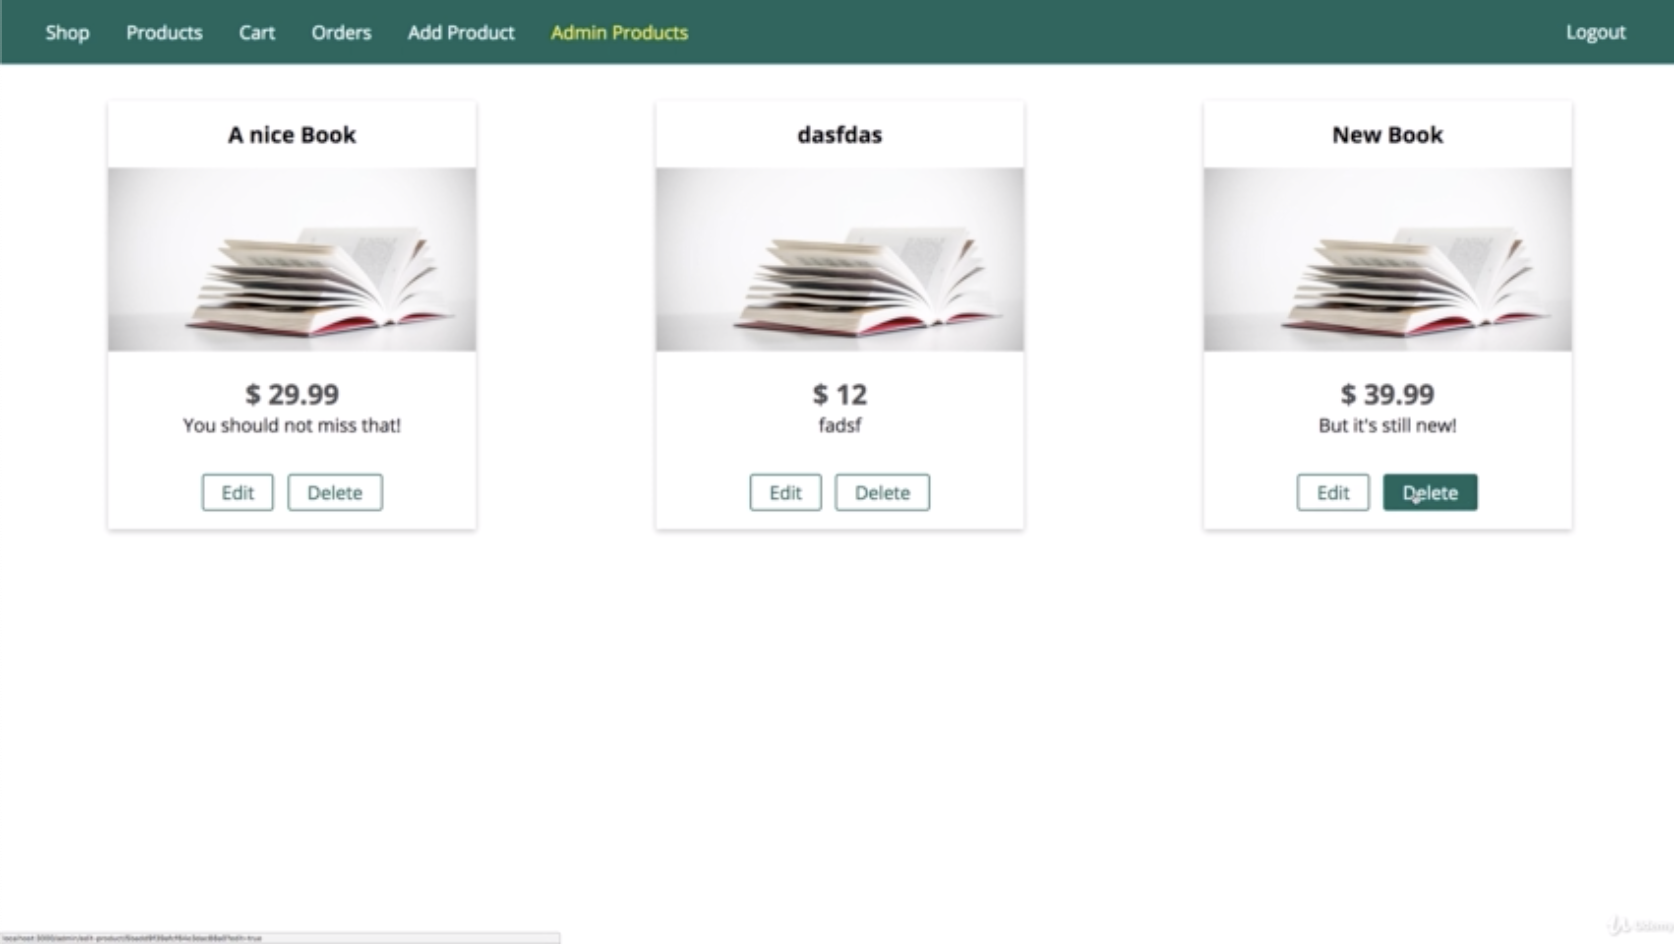 Shop Products Cart Orders Add Product Admin Products Logout
A nice Book
$ 29.99
You should not miss that!
Edit Delete
dasfdas
$ 12
fadsf
Edit Delete
New Book
$ 39.99
But it's still new!
Edit Delete
Udemy